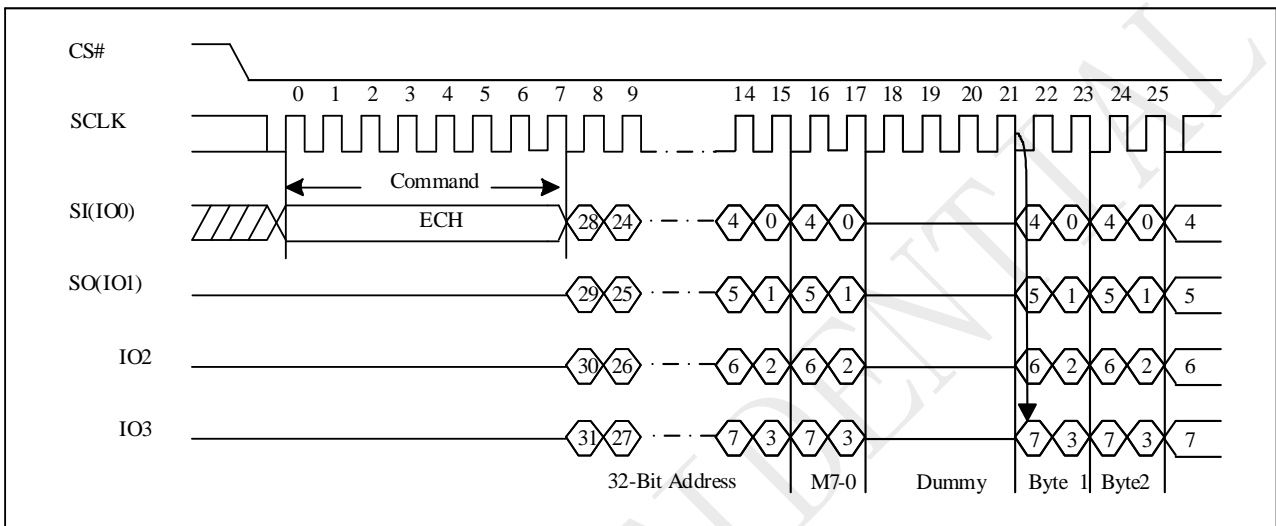 CS#
0 1 2 3 4 5 6 7 8 9 14 15 16 17 18 19 20 21 22 23 24 25
SCLK
Command
SI(IO0) ECH 28 24 4 0 4 0 4 0 4 0 4
SO(IO1) 29 25 5 1 5 1 5 1 5 1 5
IO2 30 26 6 2 6 2 6 2 6 2 6
IO3 31 27 7 3 7 3 7 3 7 3 7
32-Bit Address M7-0 Dummy Byte 1 Byte2